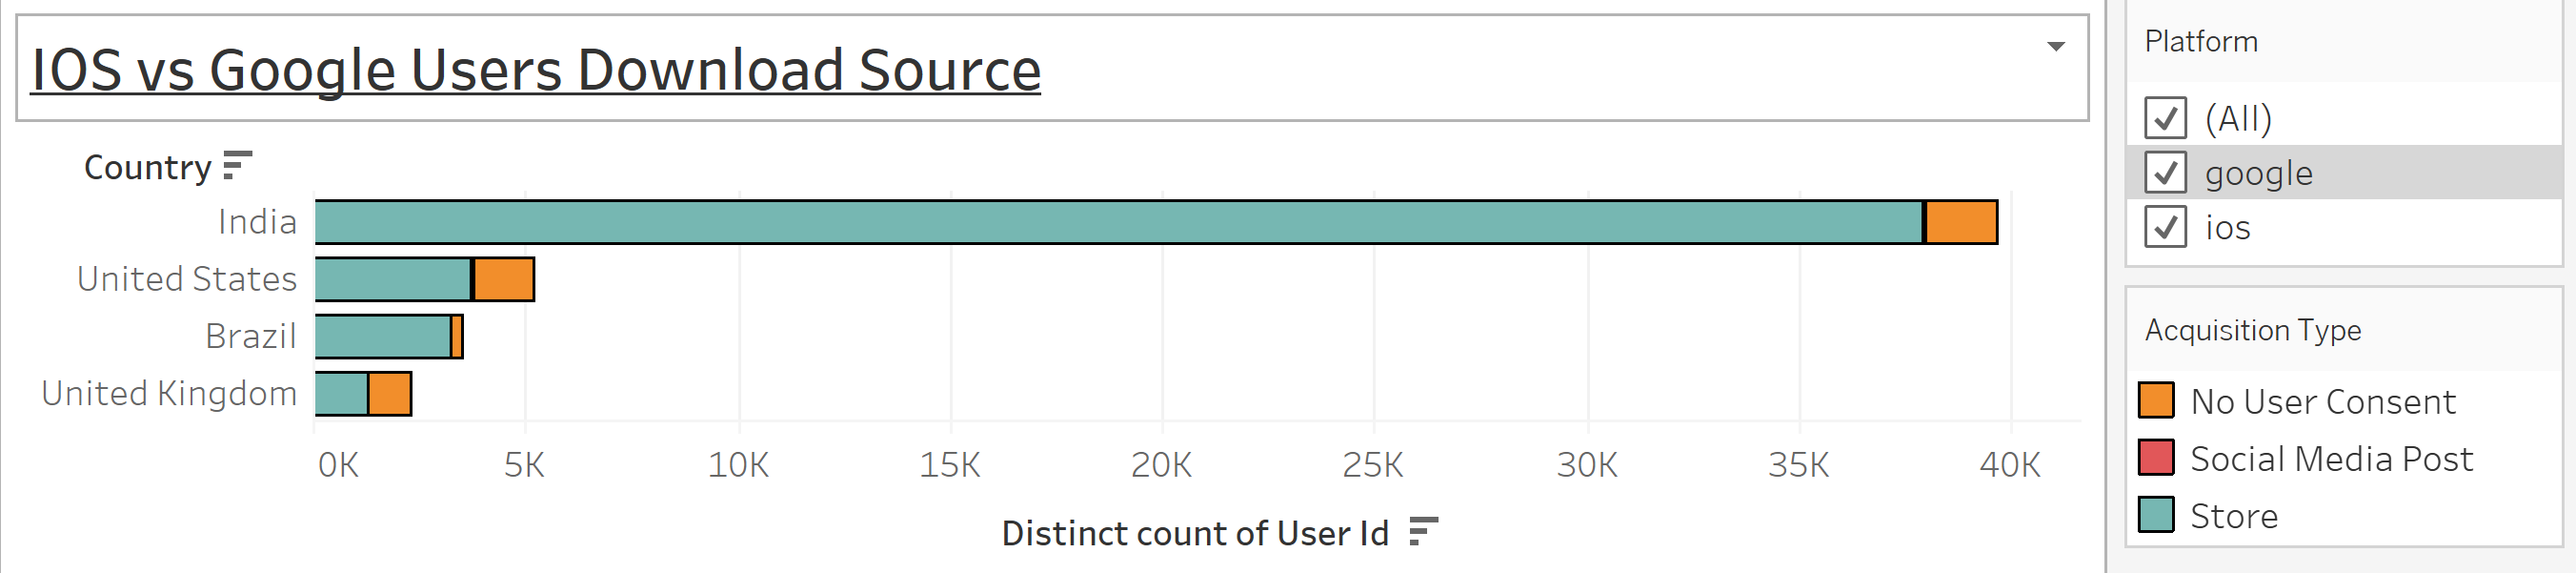 IOS vs Google Users Download Source
Country
India
United States
Brazil
United Kingdom
0K 5K 10K 15K 20K 25K 30K 35K 40K
Distinct count of User Id
Platform
(All)
google
ios
Acquisition Type
No User Consent
Social Media Post
Store